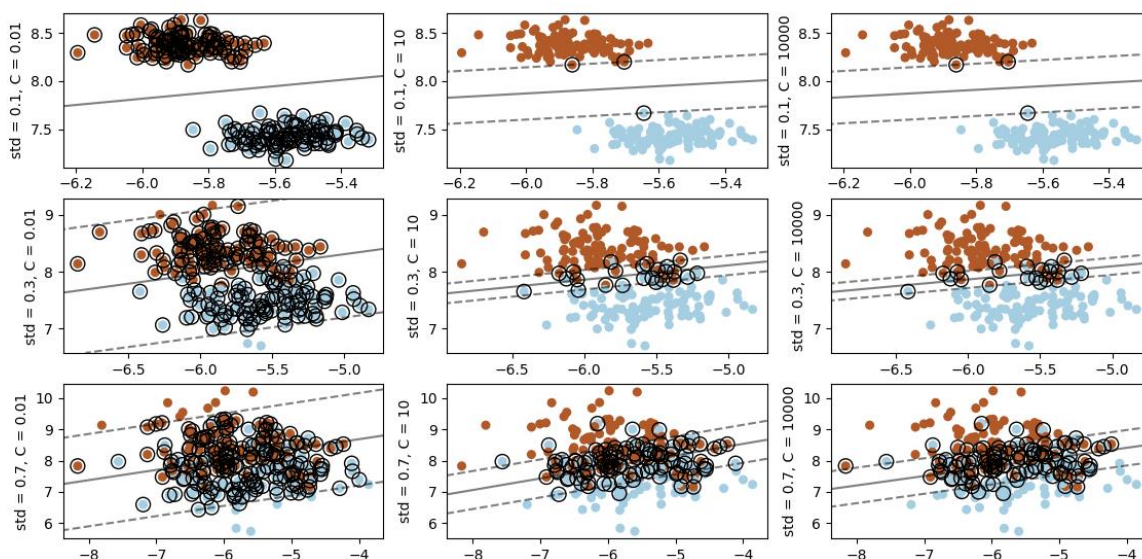 std = 0.1, C = 0.01
8.5
8.0
7.5
−6.2 −6.0 −5.8 −5.6 −5.4
std = 0.1, C = 10
8.5
8.0
7.5
−6.2 −6.0 −5.8 −5.6 −5.4
std = 0.1, C = 10000
8.5
8.0
7.5
−6.2 −6.0 −5.8 −5.6 −5.4
std = 0.3, C = 0.01
9
8
7
−6.5 −6.0 −5.5 −5.0
std = 0.3, C = 10
9
8
7
−6.5 −6.0 −5.5 −5.0
std = 0.3, C = 10000
9
8
7
−6.5 −6.0 −5.5 −5.0
std = 0.7, C = 0.01
10
9
8
7
6
−8 −7 −6 −5 −4
std = 0.7, C = 10
10
9
8
7
6
−8 −7 −6 −5 −4
std = 0.7, C = 10000
10
9
8
7
6
−8 −7 −6 −5 −4